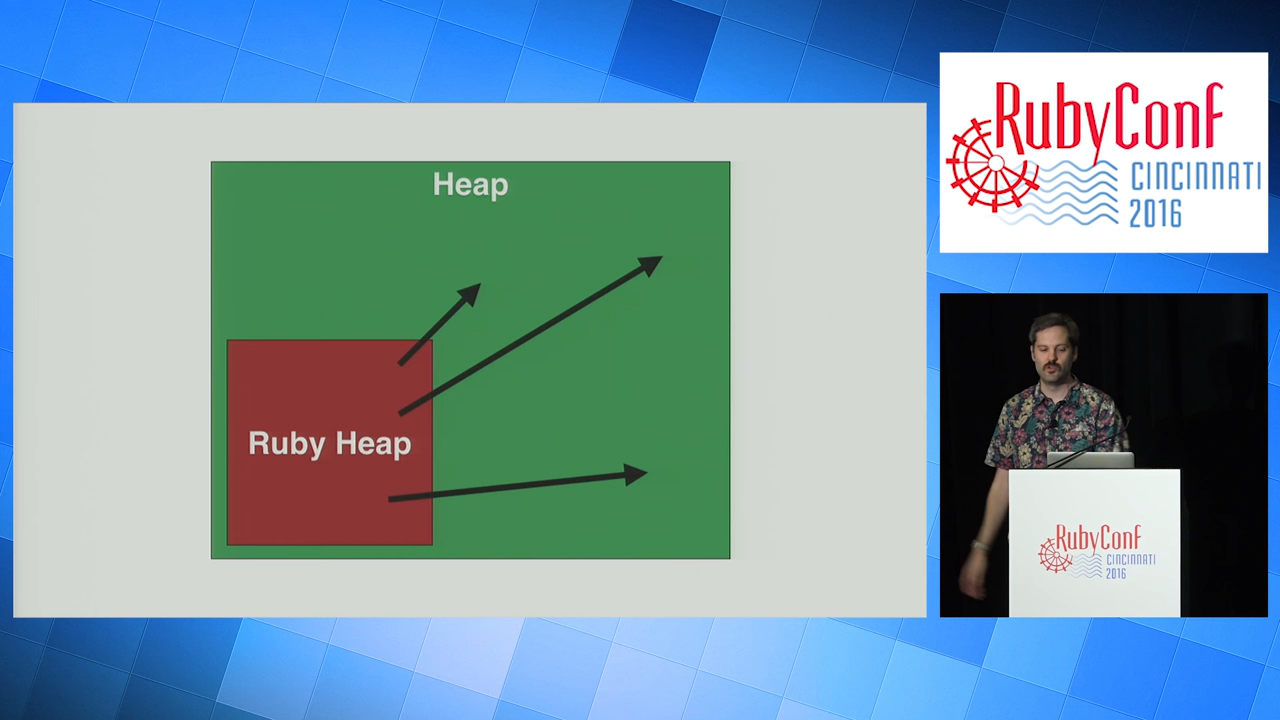 Heap
Ruby Heap
RubyConf
CINCINNATI
2016
RubyConf
CINCINNATI
2016